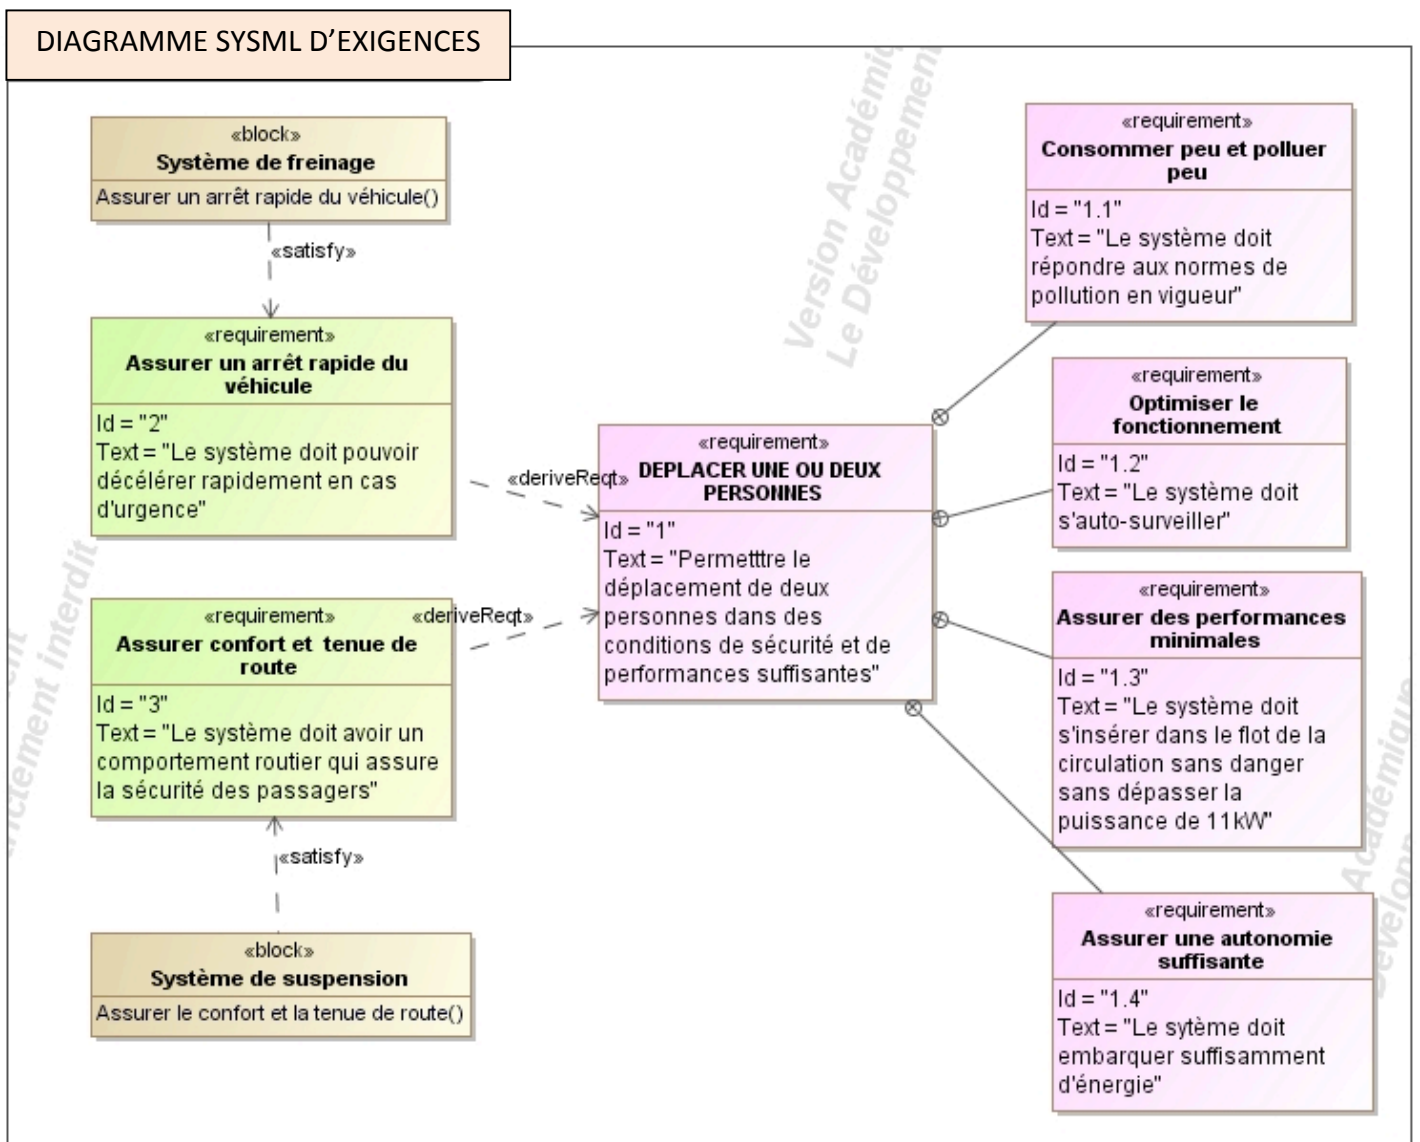 DIAGRAMME SYSML D'EXIGENCES
«block»
Système de freinage
Assurer un arrêt rapide du véhicule()
«satisfy»
«requirement»
Assurer un arrêt rapide du
véhicule
Id = "2"
Text = "Le système doit pouvoir
décélérer rapidement en cas
d'urgence"
«deriveReqt»
«requirement»
Assurer confort et tenue de
route
Id = "3"
Text = "Le système doit avoir un
comportement routier qui assure
la sécurité des passagers"
«deriveReqt»
«satisfy»
«block»
Système de suspension
Assurer le confort et la tenue de route()
«requirement»
DEPLACER UNE OU DEUX
PERSONNES
Id = "1"
Text = "Permetttre le
déplacement de deux
personnes dans des
conditions de sécurité et de
performances suffisantes"
«requirement»
Consommer peu et polluer
peu
Id = "1.1"
Text = "Le système doit
répondre aux normes de
pollution en vigueur"
«requirement»
Optimiser le
fonctionnement
Id = "1.2"
Text = "Le système doit
s'auto-surveiller"
«requirement»
Assurer des performances
minimales
Id = "1.3"
Text = "Le système doit
s'insérer dans le flot de la
circulation sans danger
sans dépasser la
puissance de 11kW"
«requirement»
Assurer une autonomie
suffisante
Id = "1.4"
Text = "Le sytème doit
embarquer suffisamment
d'énergie"
Version Académiq
Le Développement
interdit
Académique